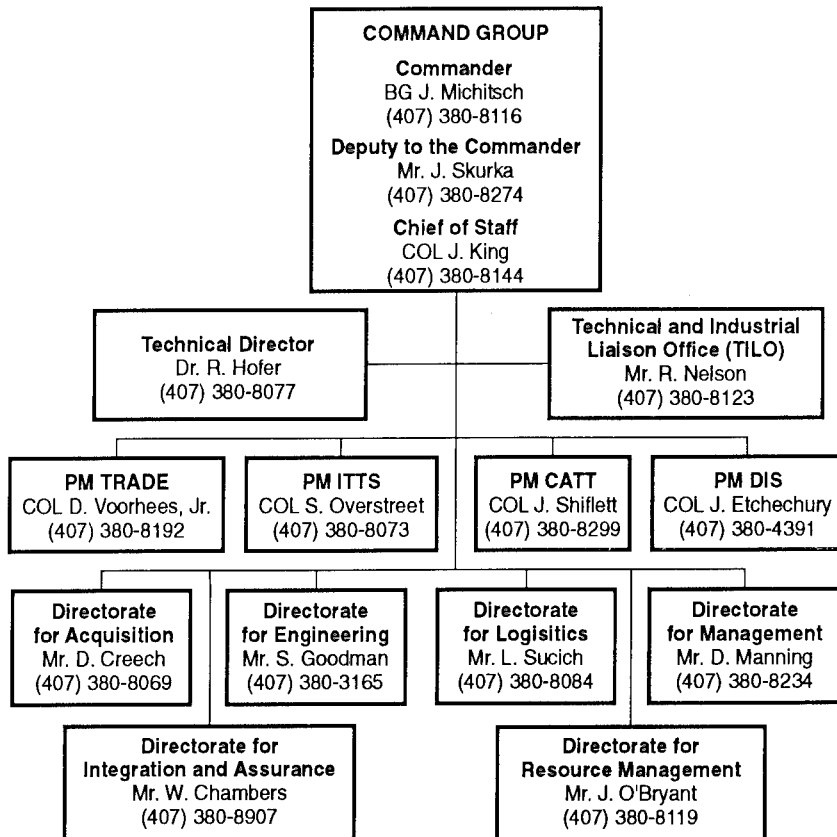 COMMAND GROUP
Commander
BG J. Michitsch
(407) 380-8116
Deputy to the Commander
Mr. J. Skurka
(407) 380-8274
Chief of Staff
COL J. King
(407) 380-8144
Technical Director
Dr. R. Hofer
(407) 380-8077
Technical and Industrial
Liaison Office (TILO)
Mr. R. Nelson
(407) 380-8123
PM TRADE
COL D. Voorhees, Jr.
(407) 380-8192
PM ITTS
COL S. Overstreet
(407) 380-8073
PM CATT
COL J. Shiflett
(407) 380-8299
PM DIS
COL J. Etchechury
(407) 380-4391
Directorate
for Acquisition
Mr. D. Creech
(407) 380-8069
Directorate
for Engineering
Mr. S. Goodman
(407) 380-3165
Directorate
for Logisitics
Mr. L. Sucich
(407) 380-8084
Directorate
for Management
Mr. D. Manning
(407) 380-8234
Directorate for
Integration and Assurance
Mr. W. Chambers
(407) 380-8907
Directorate for
Resource Management
Mr. J. O'Bryant
(407) 380-8119